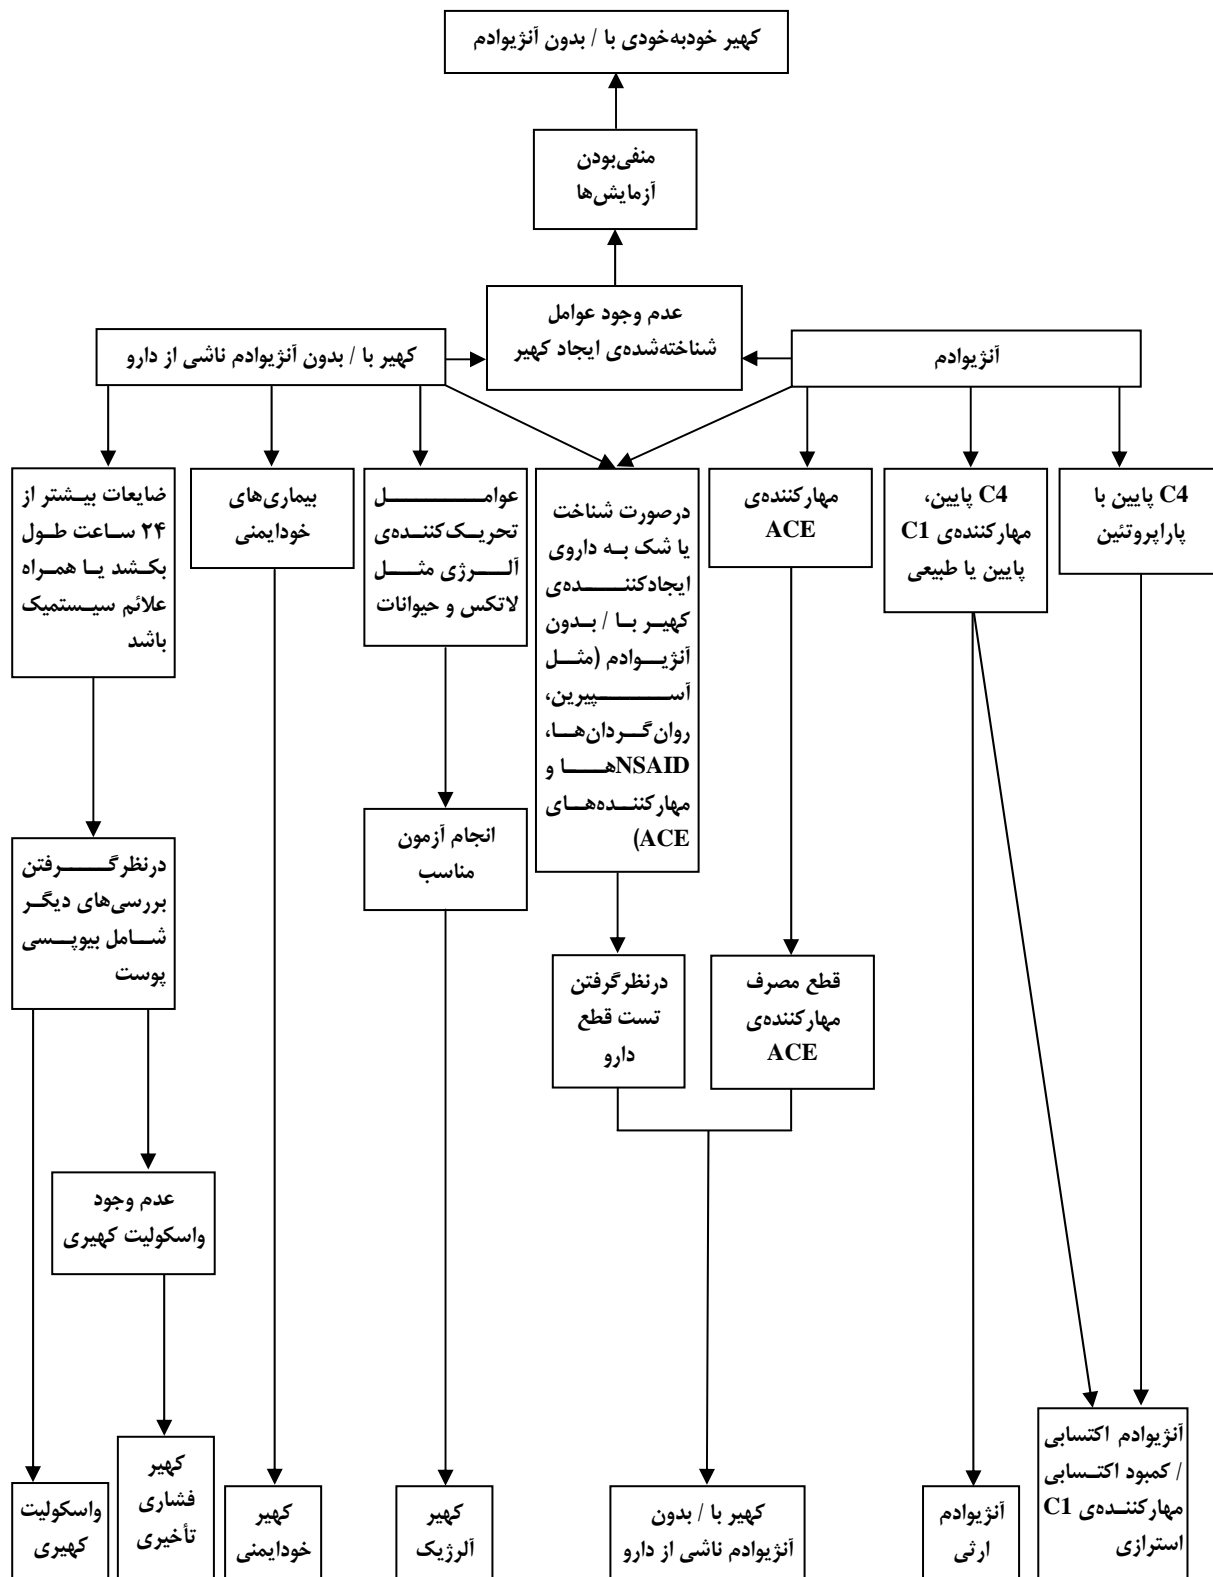 کهیر خودبه‌خودی با / بدون آنژیوادم
منفی‌بودن
آزمایش‌ها
عدم وجود عوامل
شناخته‌شده‌ی ایجاد کهیر
کهیر با / بدون آنژیوادم ناشی از دارو
آنژیوادم
ضایعات بیشتر از
۲۴ ساعت طول
بکشد یا همراه
علائم سیستمیک
باشد
بیماری‌های
خودایمنی
عوامل
تحریک‌کننده‌ی
آلرژی مثل
لاتکس و حیوانات
درصورت شناخت
یا شک به داروی
ایجادکننده‌ی
کهیر با / بدون
آنژیوادم (مثل
آسپیرین،
روان‌گردان‌ها،
NSAIDها و
مهارکننده‌های
ACE)
مهارکننده‌ی
ACE
C4 پایین،
مهارکننده‌ی C1
پایین یا طبیعی
C4 پایین با
پاراپروتئین
درنظرگرفتن
بررسی‌های دیگر
شامل بیوپسی
پوست
انجام آزمون
مناسب
درنظرگرفتن
تست قطع
دارو
قطع مصرف
مهارکننده‌ی
ACE
عدم وجود
واسکولیت کهیری
واسکولیت
کهیری
کهیر
فشاری
تأخیری
کهیر
خودایمنی
کهیر
آلرژیک
کهیر با / بدون
آنژیوادم ناشی از دارو
آنژیوادم
ارثی
آنژیوادم اکتسابی
/ کمبود اکتسابی
مهارکننده‌ی C1
استرازی